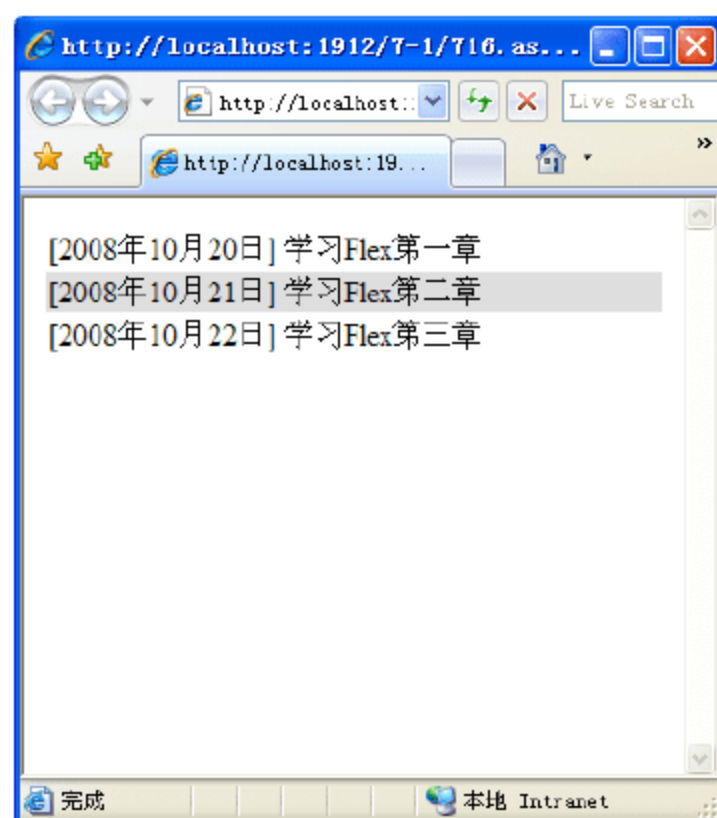 http://localhost:1912/7-1/716.as...
http://localhost:
Live Search
http://localhost:19...
»
[2008年10月20日] 学习Flex第一章
[2008年10月21日] 学习Flex第二章
[2008年10月22日] 学习Flex第三章
完成
本地 Intranet